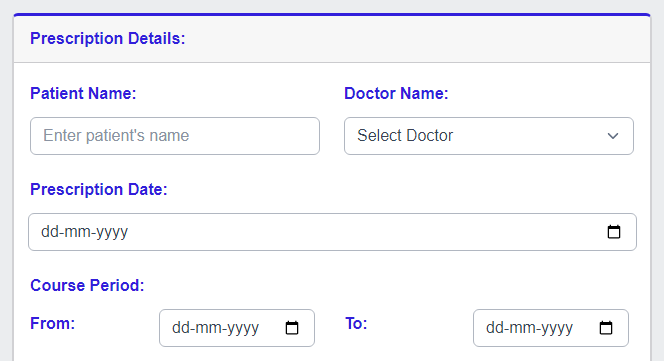 Prescription Details:
Patient Name: Doctor Name:
Enter patient's name Select Doctor
Prescription Date:
dd-mm-yyyy
Course Period:
From: dd-mm-yyyy To: dd-mm-yyyy